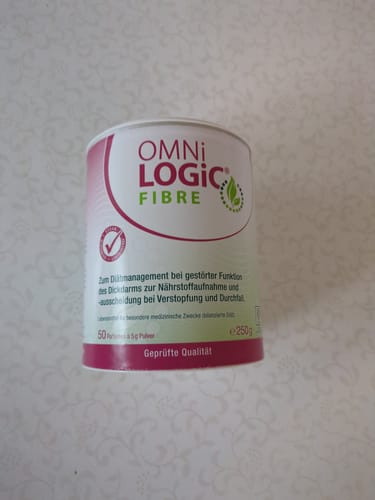 OMNi
LOGiC®
FIBRE
Zum Diätmanagement bei gestörter Funktion
des Dickdarms zur Nährstoffaufnahme und
-ausscheidung bei Verstopfung und Durchfall.
Lebensmittel für besondere medizinische Zwecke (bilanzierte Diät)
50 Portionen à 5 g Pulver
℮ 250 g
Geprüfte Qualität